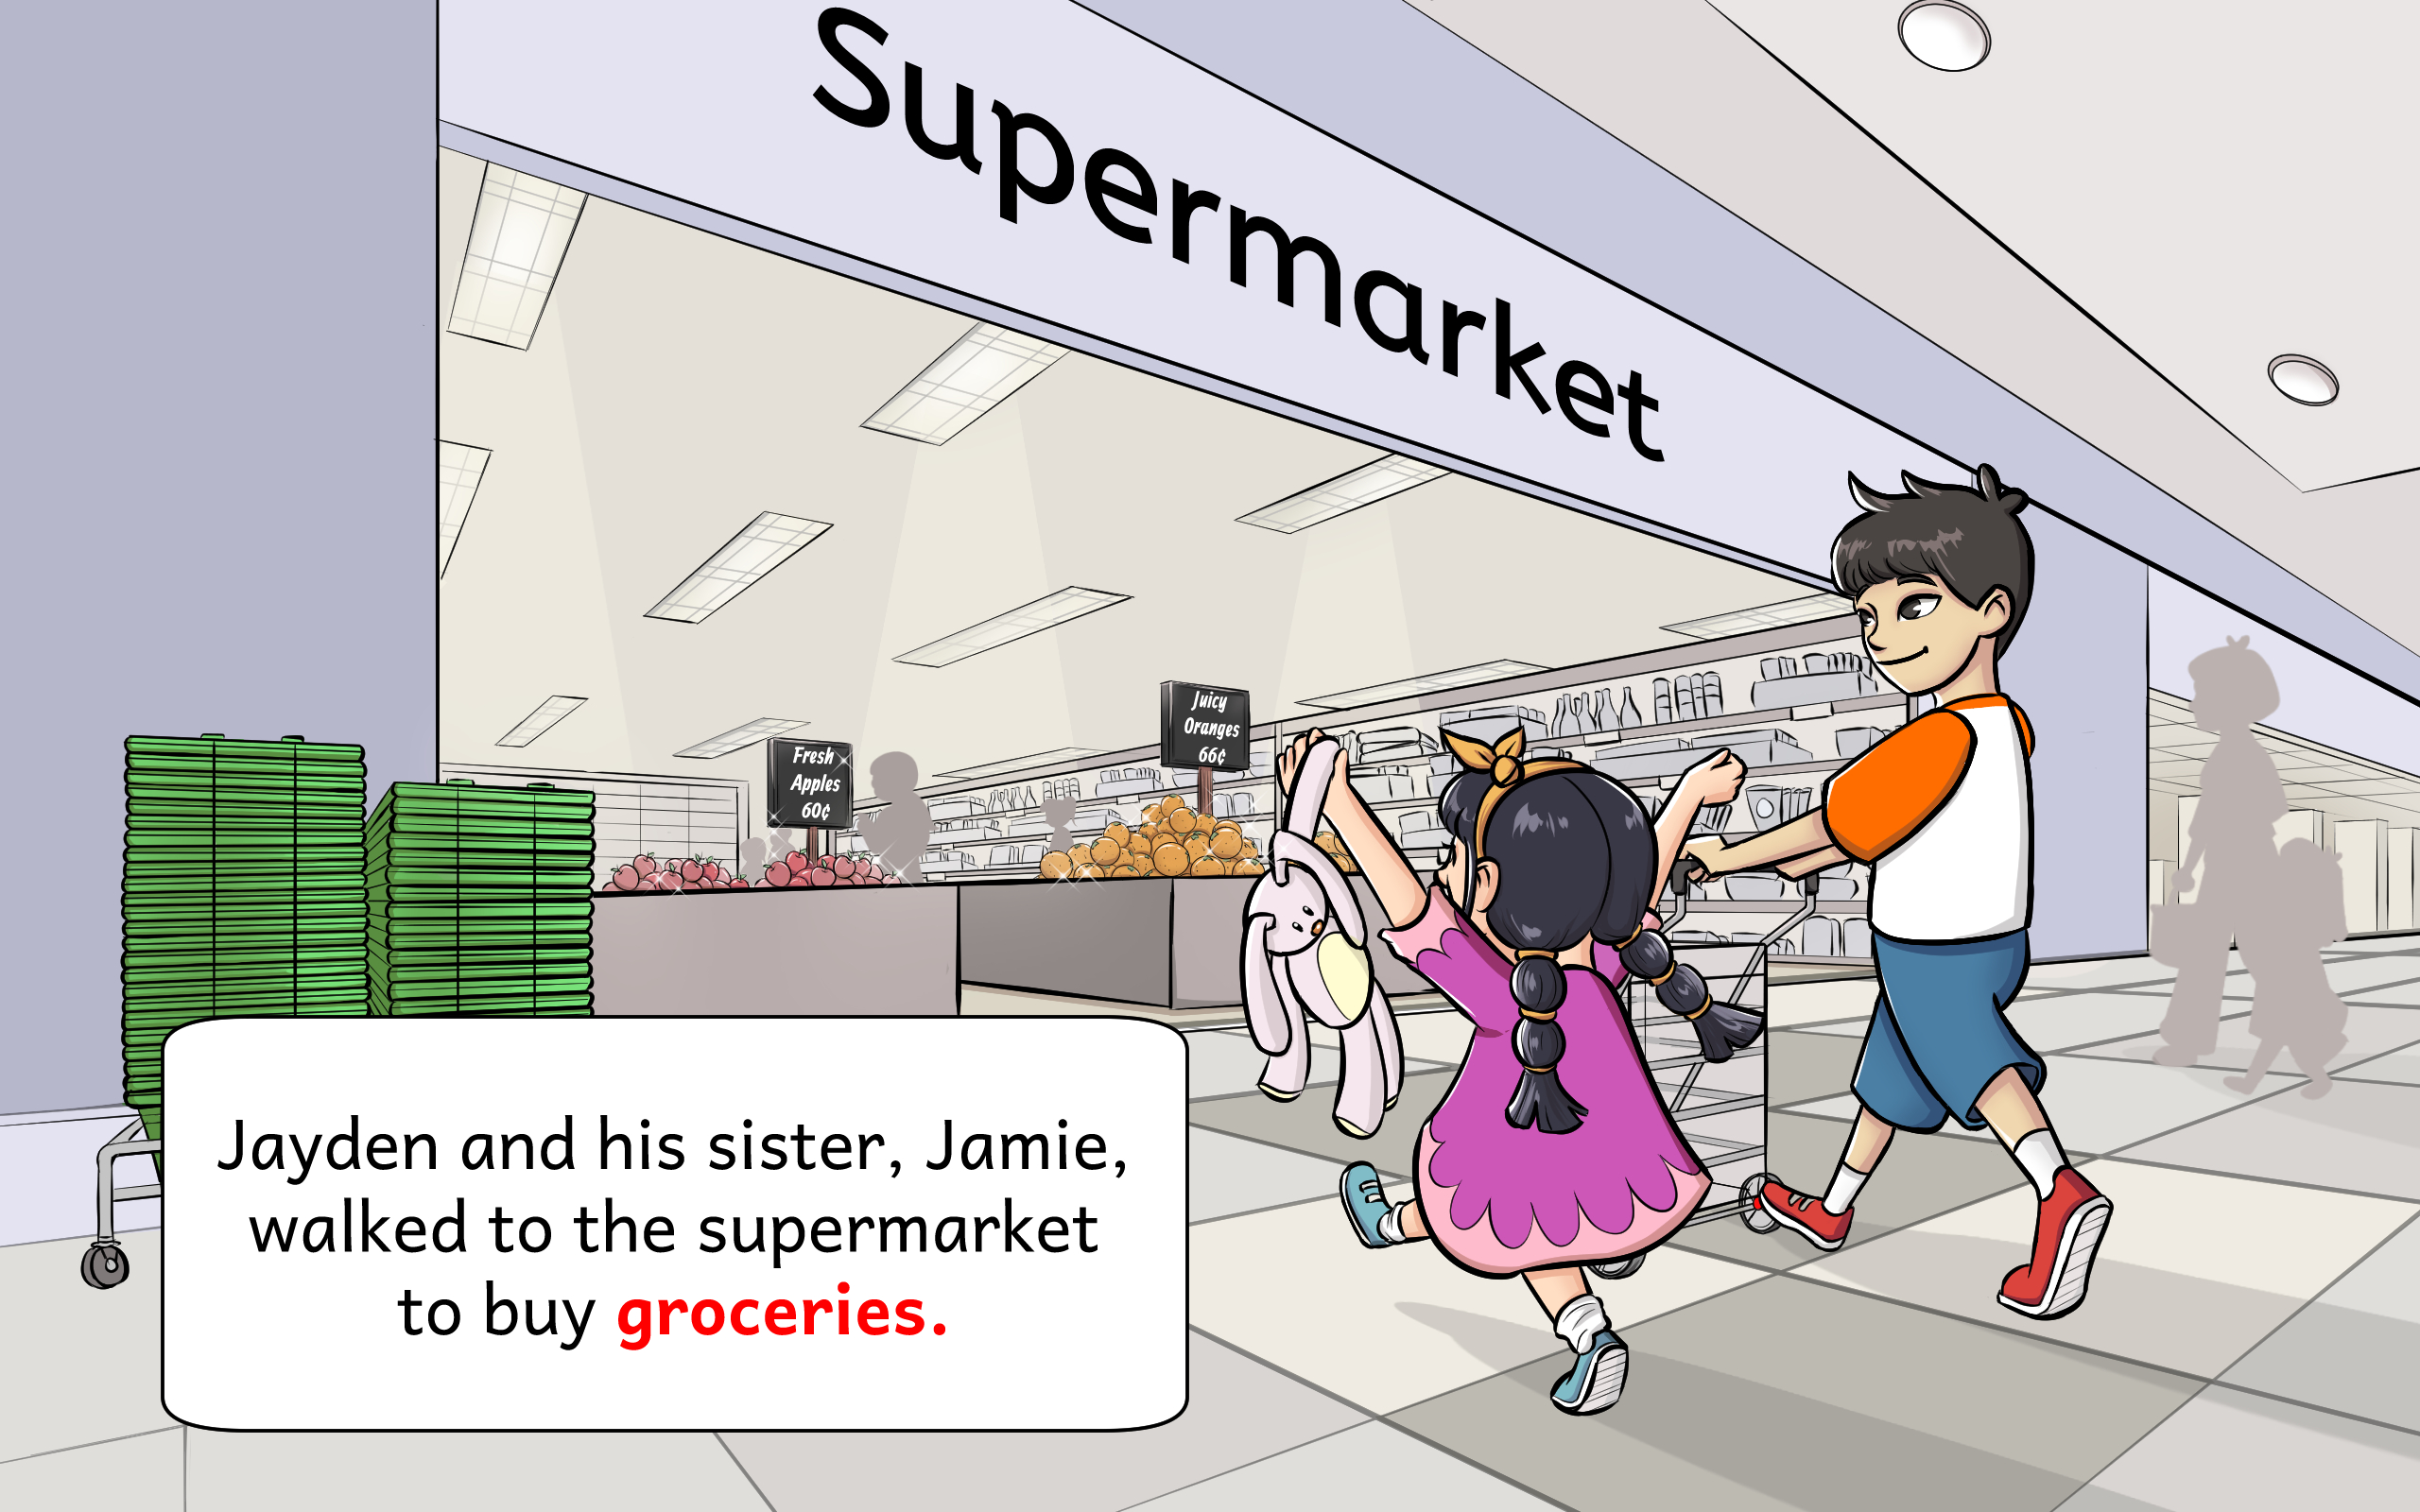 Supermarket
Fresh
Apples
60¢
Juicy
Oranges
66¢
Jayden and his sister, Jamie,
walked to the supermarket
to buy groceries.